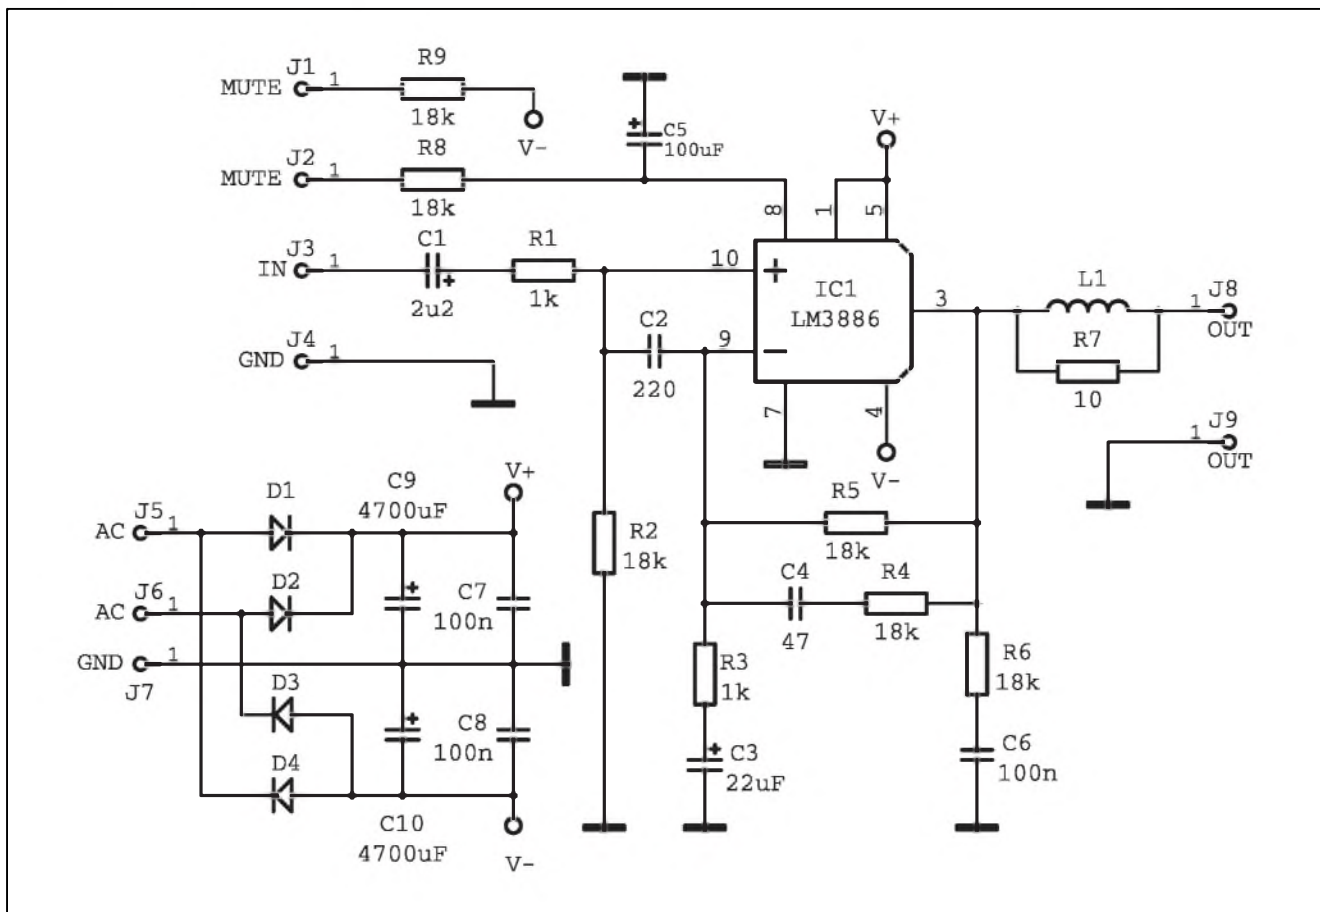 J1
MUTE
1
R9
18k
V-
J2
MUTE
1
R8
18k
+
C5
100uF
V+
8
1
5
J3
IN
1
C1
+
2u2
R1
1k
10
+
IC1
LM3886
3
L1
1
J8
OUT
R7
10
C2
220
9
-
7
4
V-
J4
GND
1
1
J9
OUT
R5
18k
C4
47
R4
18k
R2
18k
R3
1k
+
C3
22uF
R6
18k
C6
100n
V+
C9
4700uF
D1
J5
AC
1
D2
J6
AC
1
+
C7
100n
GND
1
J7
D3
+
C8
100n
D4
C10
4700uF
V-